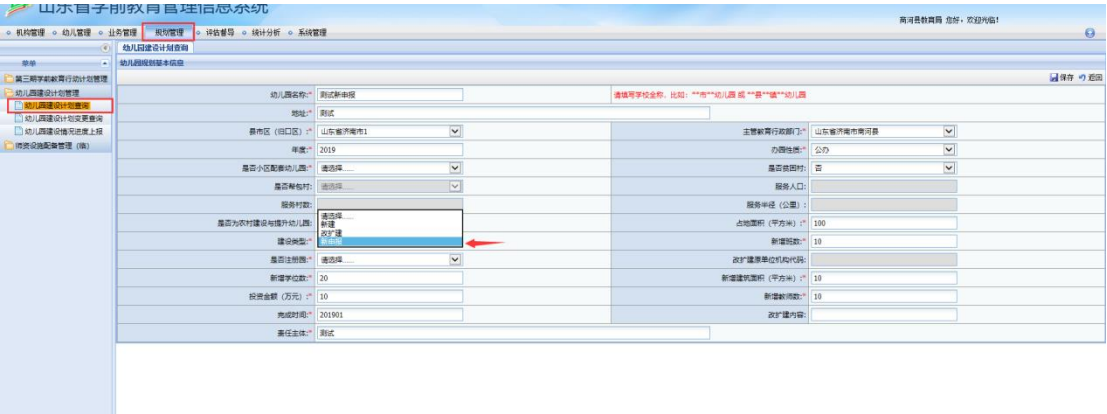 山东省学前教育管理信息系统
商河县教育局 您好，欢迎光临！
机构管理 幼儿管理 业务管理 规划管理 评估督导 统计分析 系统管理
幼儿园建设计划查询
菜单
幼儿园规划基本信息
第三期学前教育行动计划管理
保存 返回
幼儿园建设计划管理
幼儿园名称:* 测试新申报 请填写学校全称、比如：**市**幼儿园 或 **县**镇**幼儿园
幼儿园建设计划查询
地址:* 测试
幼儿园建设计划变更查询
幼儿园建设情况进度上报
县市区（旧口区）:* 山东省济南市1 主管教育行政部门:* 山东省济南市商河县
师资设施配备管理（临）
年度:* 2019 办园性质:* 公办
是否小区配套幼儿园:* 请选择...... 是否贫困村: 否
是否帮包村: 请选择...... 服务人口:
服务村数: 服务半径（公里）:
请选择......
是否为农村建设与提升幼儿园: 新建 占地面积（平方米）:* 100
改扩建
建设类型:* 新申报 新增班数:* 10
是否注册园:* 请选择...... 改扩建原单位机构代码:
新增学位数:* 20 新增建筑面积（平方米）:* 10
投资金额（万元）:* 10 新增教师数:* 10
完成时间:* 201901 改扩建内容:
责任主体:* 测试